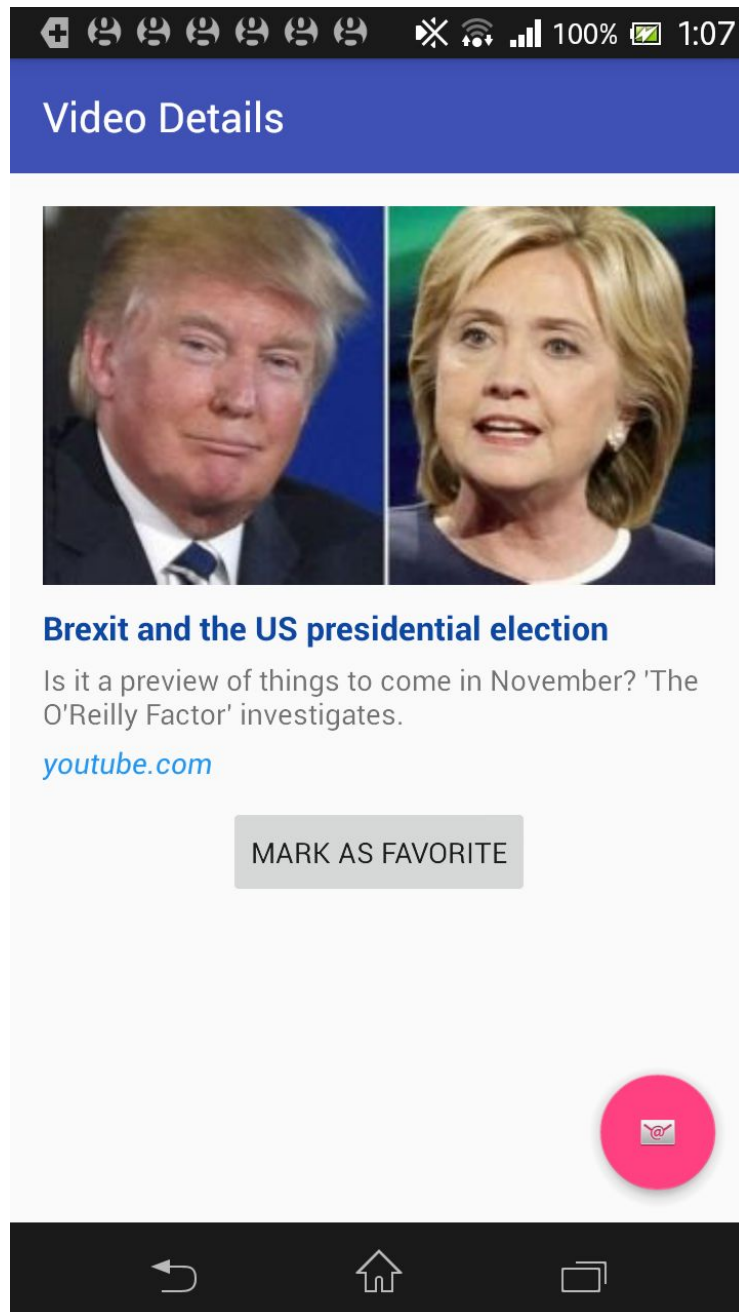 100% 1:07
Video Details
Brexit and the US presidential election
Is it a preview of things to come in November? 'The
O'Reilly Factor' investigates.
youtube.com
MARK AS FAVORITE
@